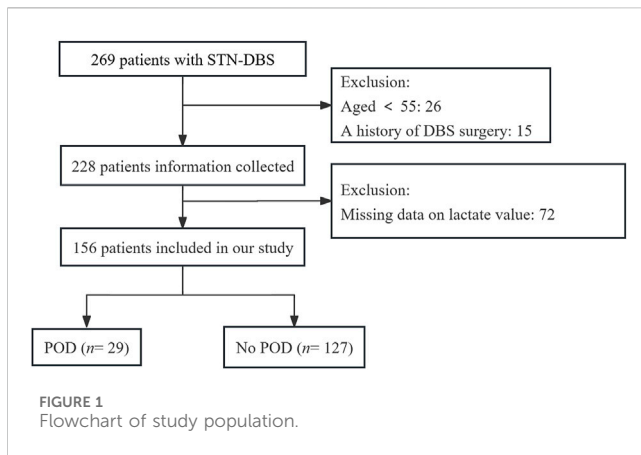 269 patients with STN-DBS
Exclusion:
Aged < 55: 26
A history of DBS surgery: 15
228 patients information collected
Exclusion:
Missing data on lactate value: 72
156 patients included in our study
POD (n= 29)
No POD (n= 127)
FIGURE 1
Flowchart of study population.